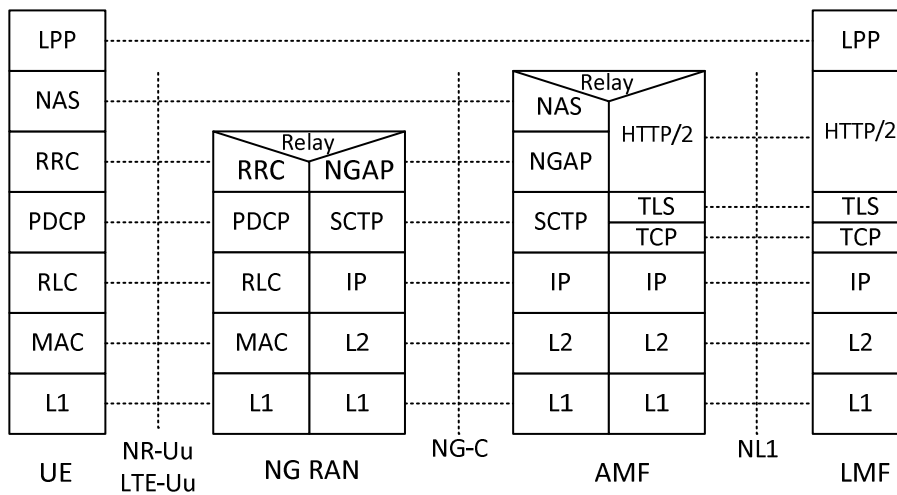 LPP LPP
NAS Relay
NAS HTTP/2 HTTP/2
RRC Relay
RRC NGAP NGAP
PDCP PDCP SCTP SCTP TLS TLS
TCP TCP
RLC RLC IP IP IP IP
MAC MAC L2 L2 L2 L2
L1 L1 L1 L1 L1 L1
UE NR-Uu NG RAN NG-C AMF NL1 LMF
LTE-Uu